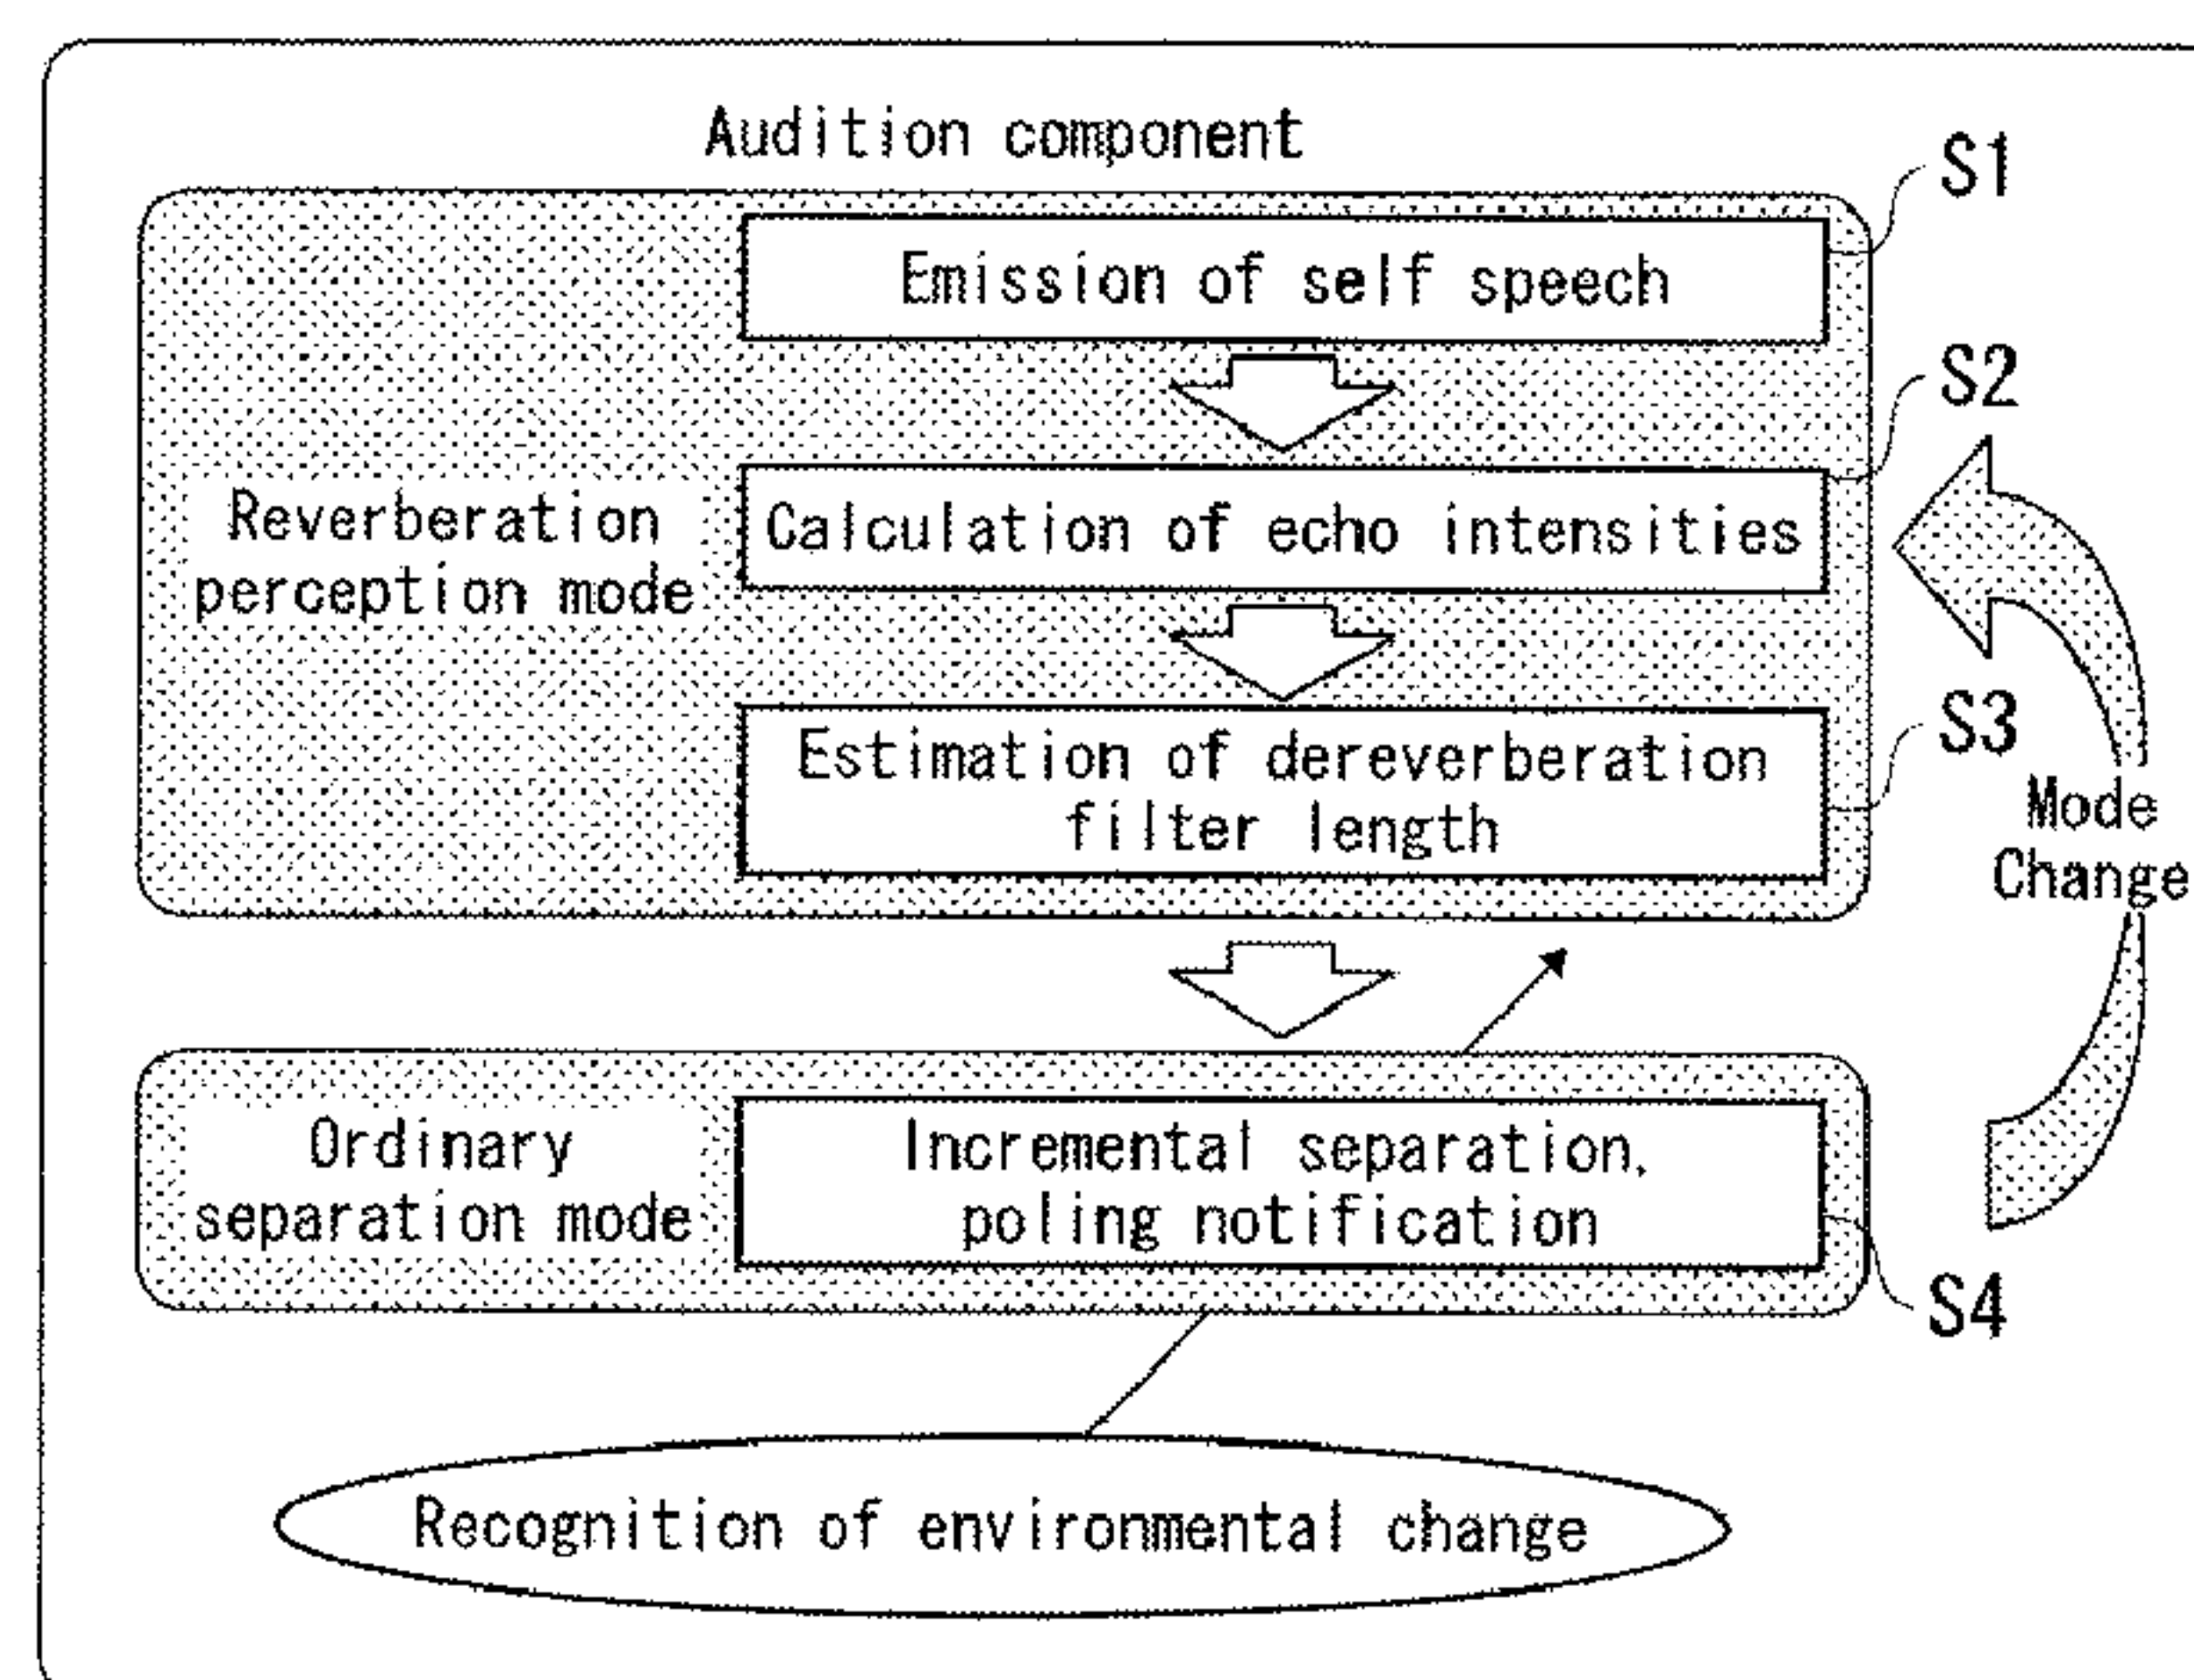 Audition component
S1
Emission of self speech
S2
Reverberation
perception mode
Calculation of echo intensities
S3
Estimation of dereverberation
filter length
Mode
Change
Ordinary
separation mode
Incremental separation,
poling notification
S4
Recognition of environmental change